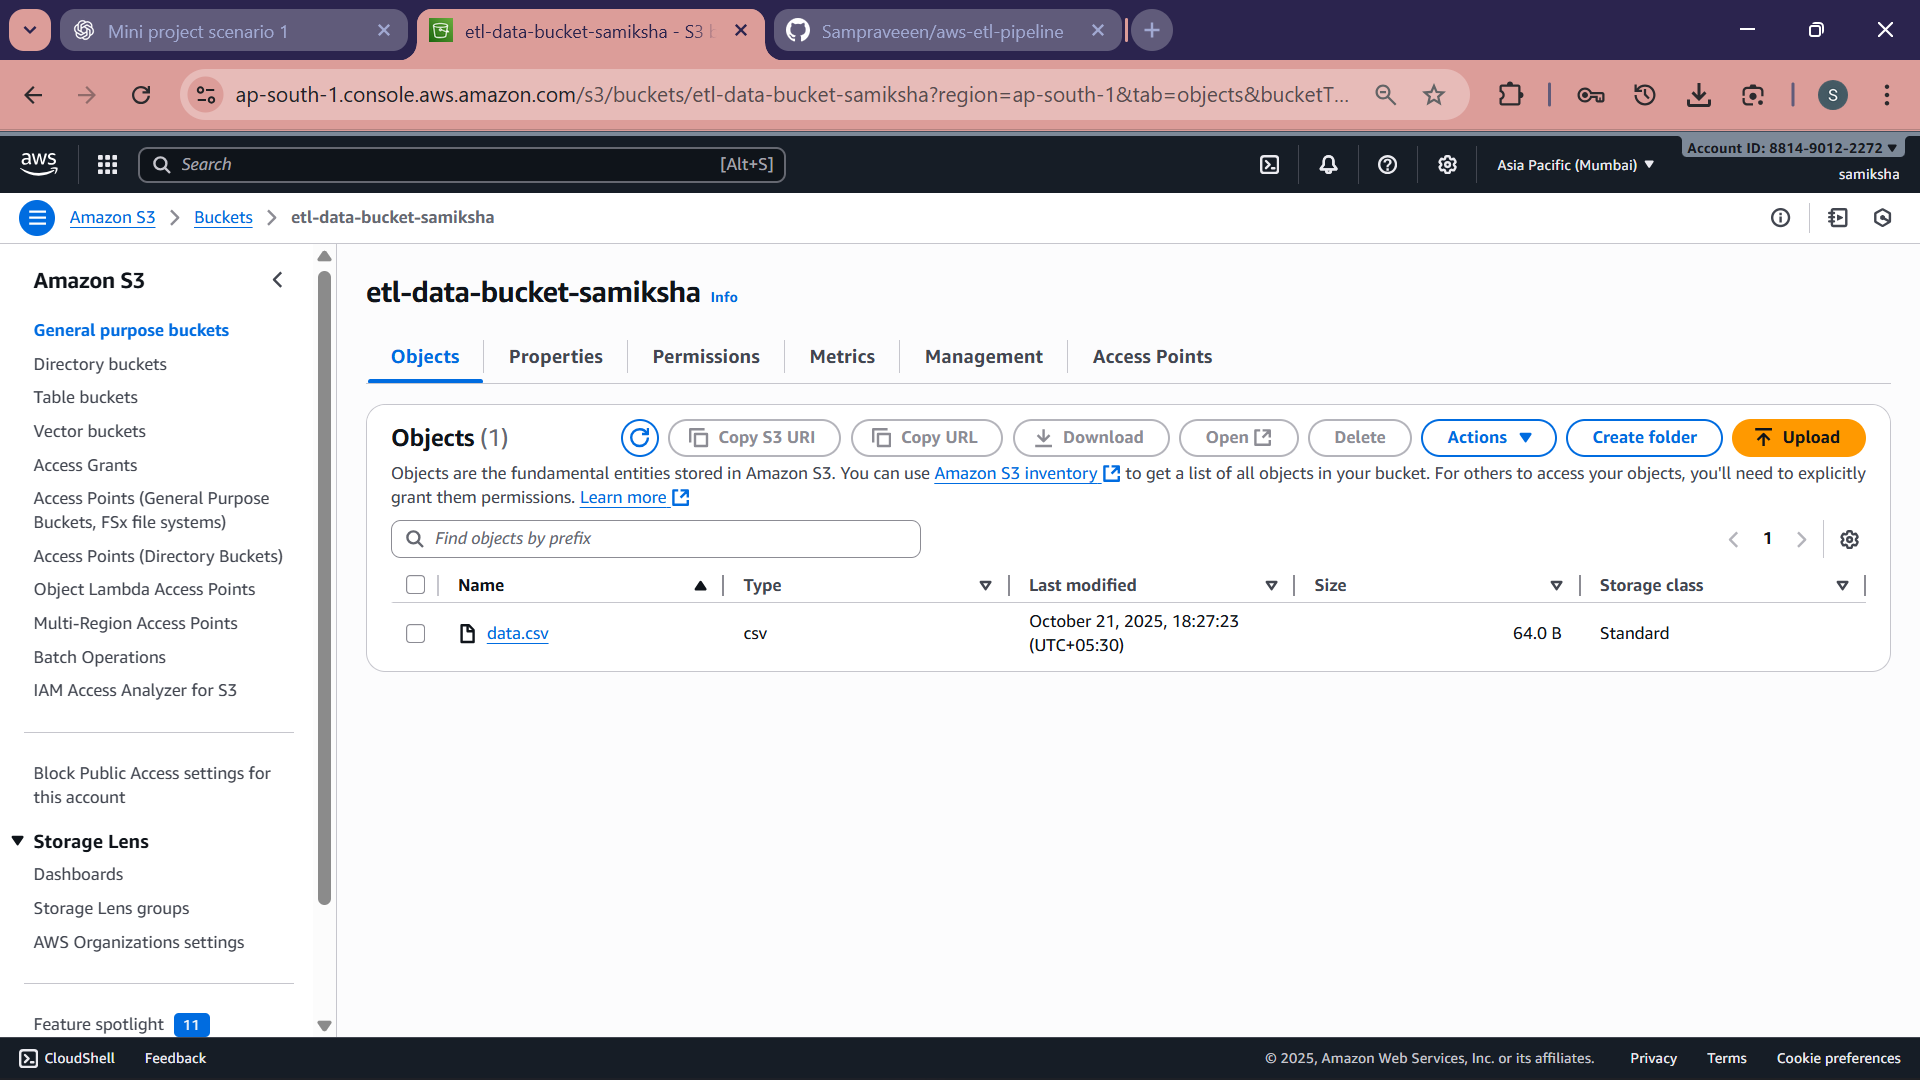 Mini project scenario 1
etl-data-bucket-samiksha - S3 b
Sampraveeen/aws-etl-pipeline
ap-south-1.console.aws.amazon.com/s3/buckets/etl-data-bucket-samiksha?region=ap-south-1&tab=objects&bucketT...
S
aws
Search
[Alt+S]
Asia Pacific (Mumbai)
Account ID: 8814-9012-2272
samiksha
Amazon S3
Buckets
etl-data-bucket-samiksha
Amazon S3
General purpose buckets
Directory buckets
Table buckets
Vector buckets
Access Grants
Access Points (General Purpose
Buckets, FSx file systems)
Access Points (Directory Buckets)
Object Lambda Access Points
Multi-Region Access Points
Batch Operations
IAM Access Analyzer for S3
Block Public Access settings for
this account
Storage Lens
Dashboards
Storage Lens groups
AWS Organizations settings
Feature spotlight 11
etl-data-bucket-samiksha Info
Objects
Properties
Permissions
Metrics
Management
Access Points
Objects (1)
Copy S3 URI
Copy URL
Download
Open
Delete
Actions
Create folder
Upload
Objects are the fundamental entities stored in Amazon S3. You can use Amazon S3 inventory to get a list of all objects in your bucket. For others to access your objects, you'll need to explicitly
grant them permissions. Learn more
Find objects by prefix
1
Name
Type
Last modified
Size
Storage class
data.csv
csv
October 21, 2025, 18:27:23
(UTC+05:30)
64.0 B
Standard
CloudShell
Feedback
© 2025, Amazon Web Services, Inc. or its affiliates.
Privacy
Terms
Cookie preferences